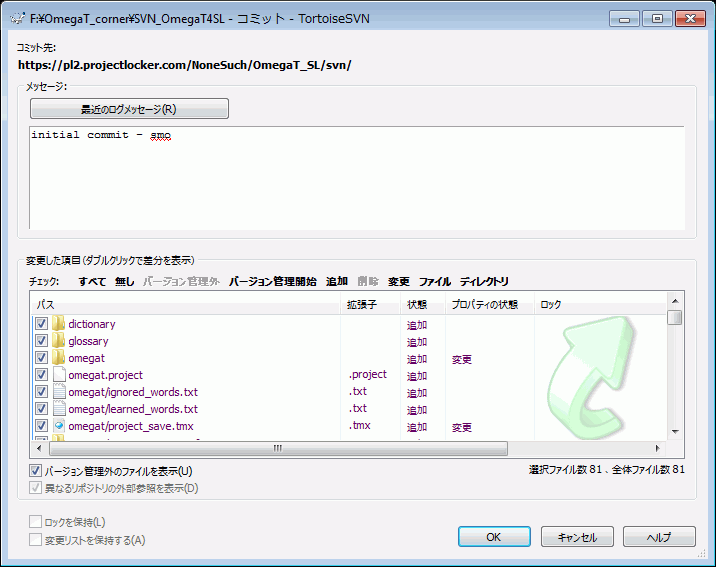 F:¥OmegaT_corner¥SVN_OmegaT4SL - コミット - TortoiseSVN
コミット先:
https://pl2.projectlocker.com/NoneSuch/OmegaT_SL/svn/
メッセージ:
最近のログメッセージ(R)
initial commit - smo
変更した項目(ダブルクリックで差分を表示)
チェック: すべて 無し バージョン管理外 バージョン管理開始 追加 削除 変更 ファイル ディレクトリ
パス 拡張子 状態 プロパティの状態 ロック
dictionary 追加
glossary 追加
omegat 追加 変更
omegat.project .project 追加
omegat/ignored_words.txt .txt 追加
omegat/learned_words.txt .txt 追加
omegat/project_save.tmx .tmx 追加 変更
バージョン管理外のファイルを表示(U) 選択ファイル数 81 、全体ファイル数 81
異なるリポジトリの外部参照を表示(D)
ロックを保持(L)
変更リストを保持する(A)
OK キャンセル ヘルプ